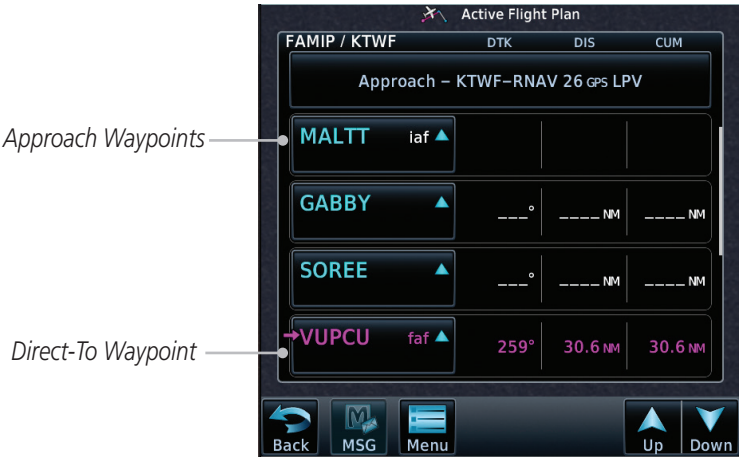 Active Flight Plan
FAMIP / KTWF DTK DIS CUM
Approach – KTWF–RNAV 26 GPS LPV
Approach Waypoints
MALTT iaf
GABBY ___° ____NM ____NM
SOREE ___° ____NM ____NM
Direct-To Waypoint
VUPCU faf 259° 30.6NM 30.6NM
Back MSG Menu Up Down